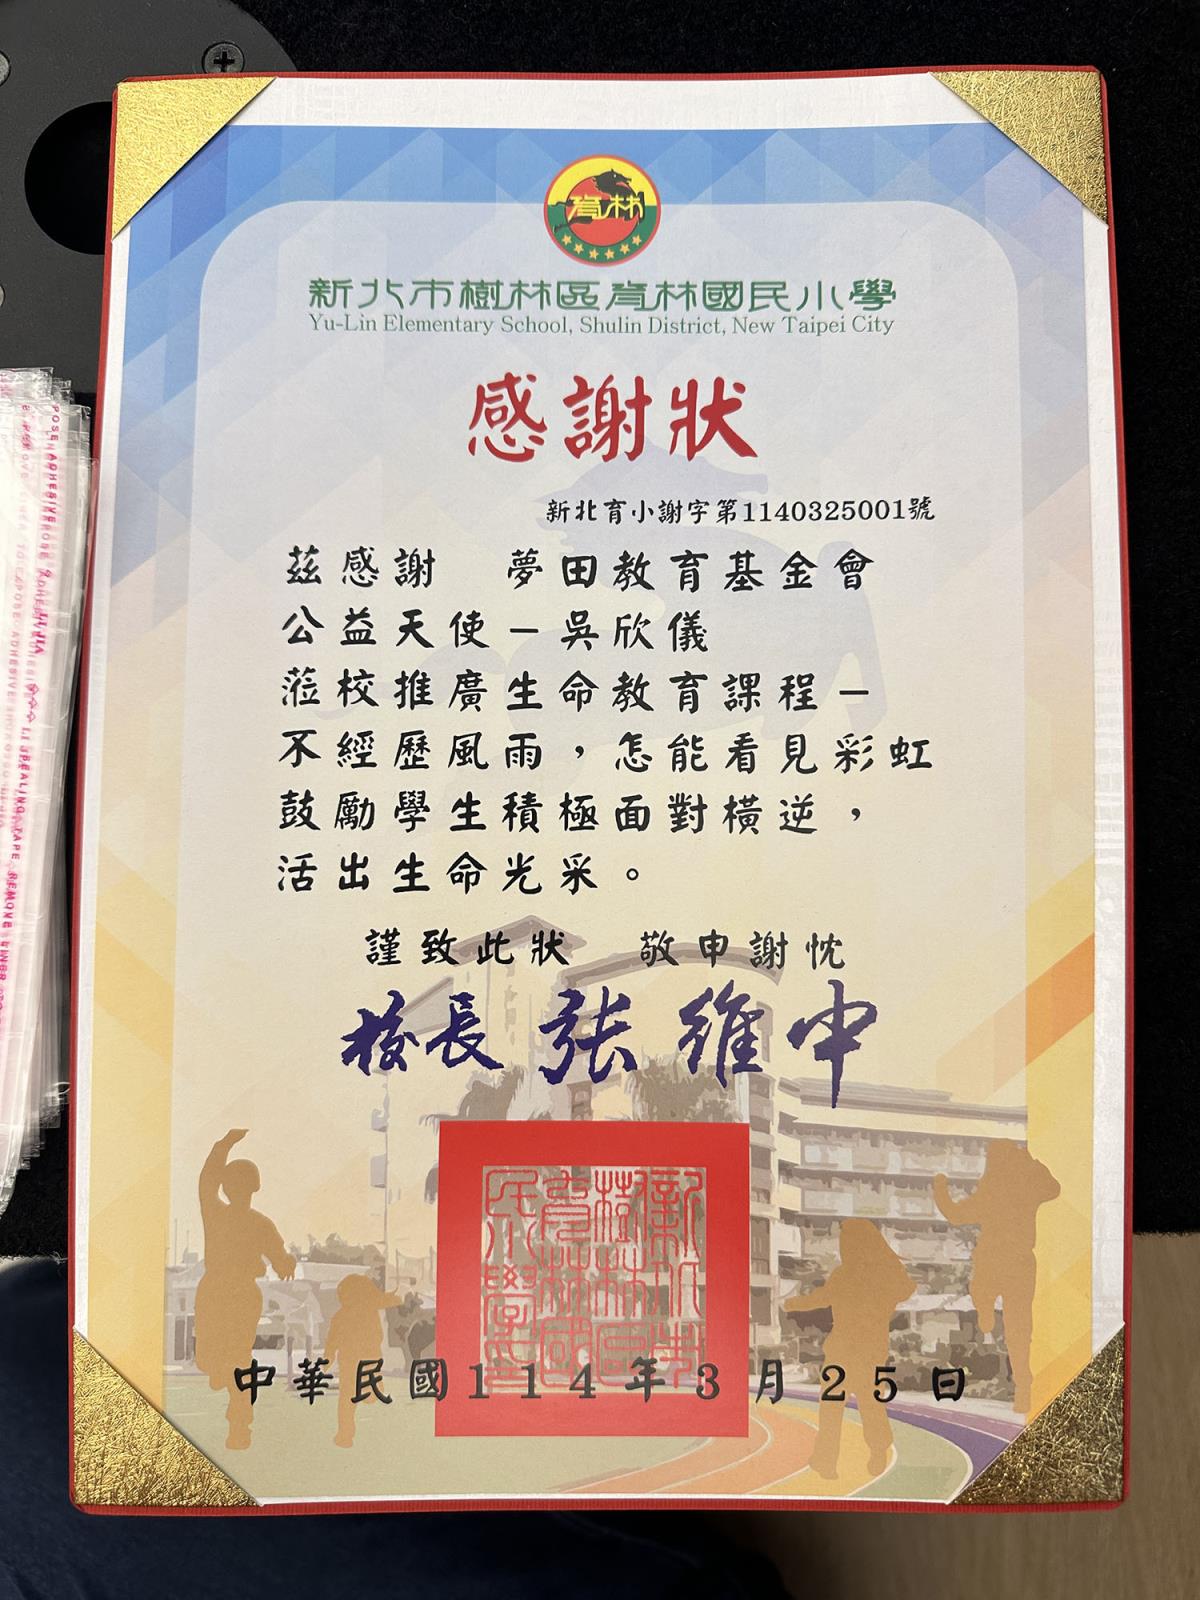 育林
新北市樹林區育林國民小學
Yu-Lin Elementary School, Shulin District, New Taipei City
感謝狀
新北育小謝字第1140325001號
茲感謝　夢田教育基金會
公益天使－吳欣儀
蒞校推廣生命教育課程－
不經歷風雨，怎能看見彩虹
鼓勵學生積極面對橫逆，
活出生命光采。
謹致此狀　敬申謝忱
校長 張維中
中華民國114年3月25日